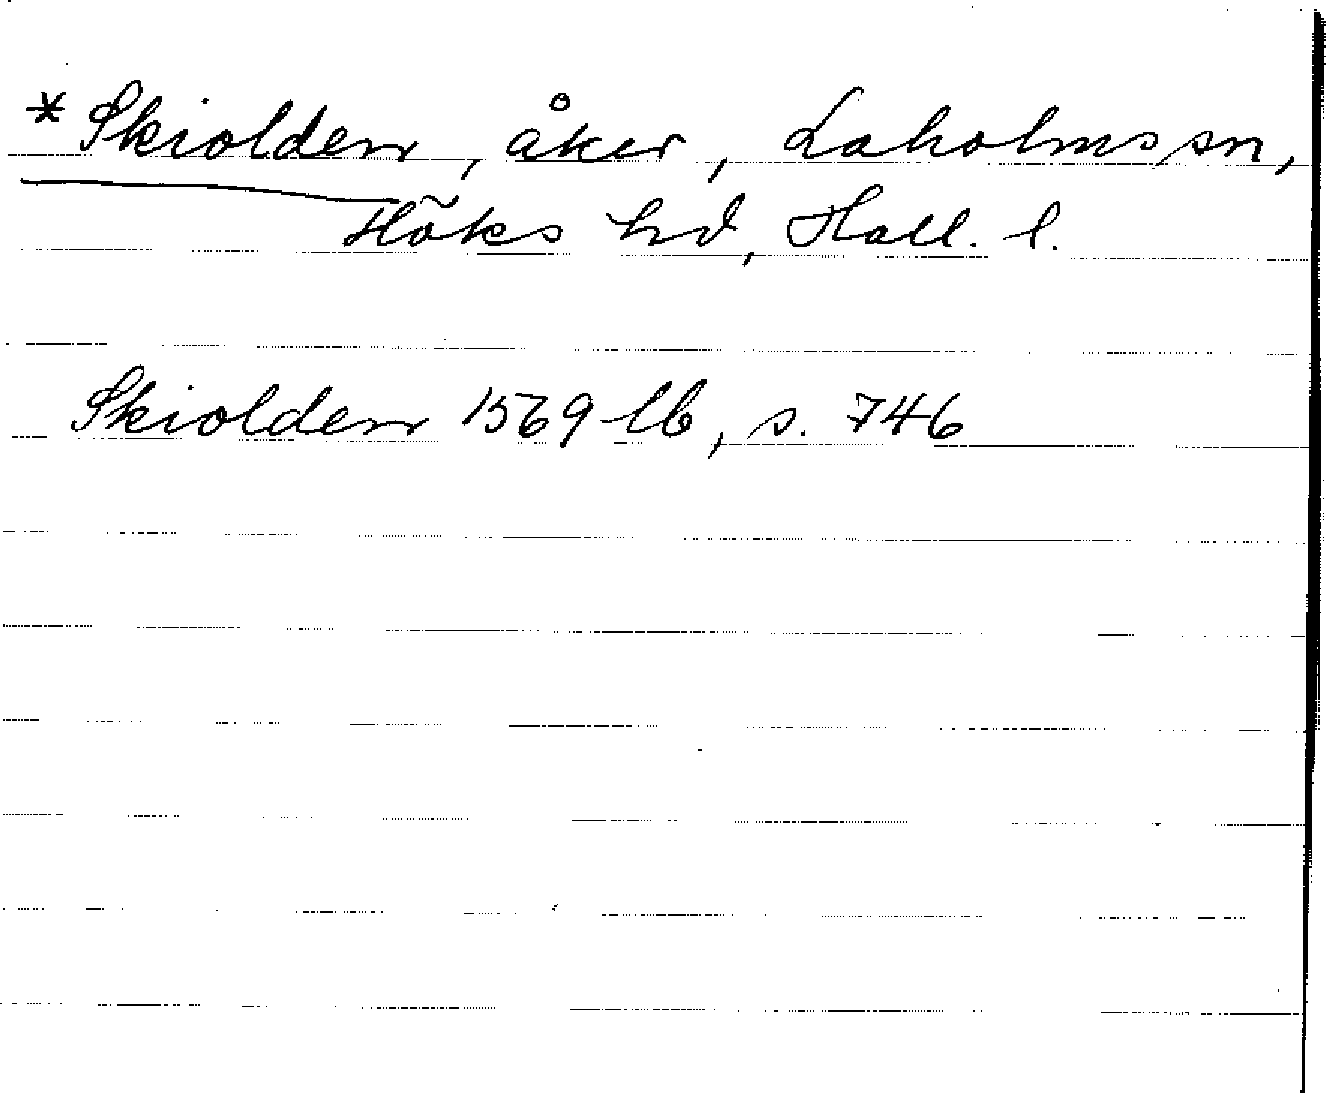 *Skiolden, åker, Laholms sn,
Höks hd, Hall. l.
Skiolden 1569 lb, s. 746